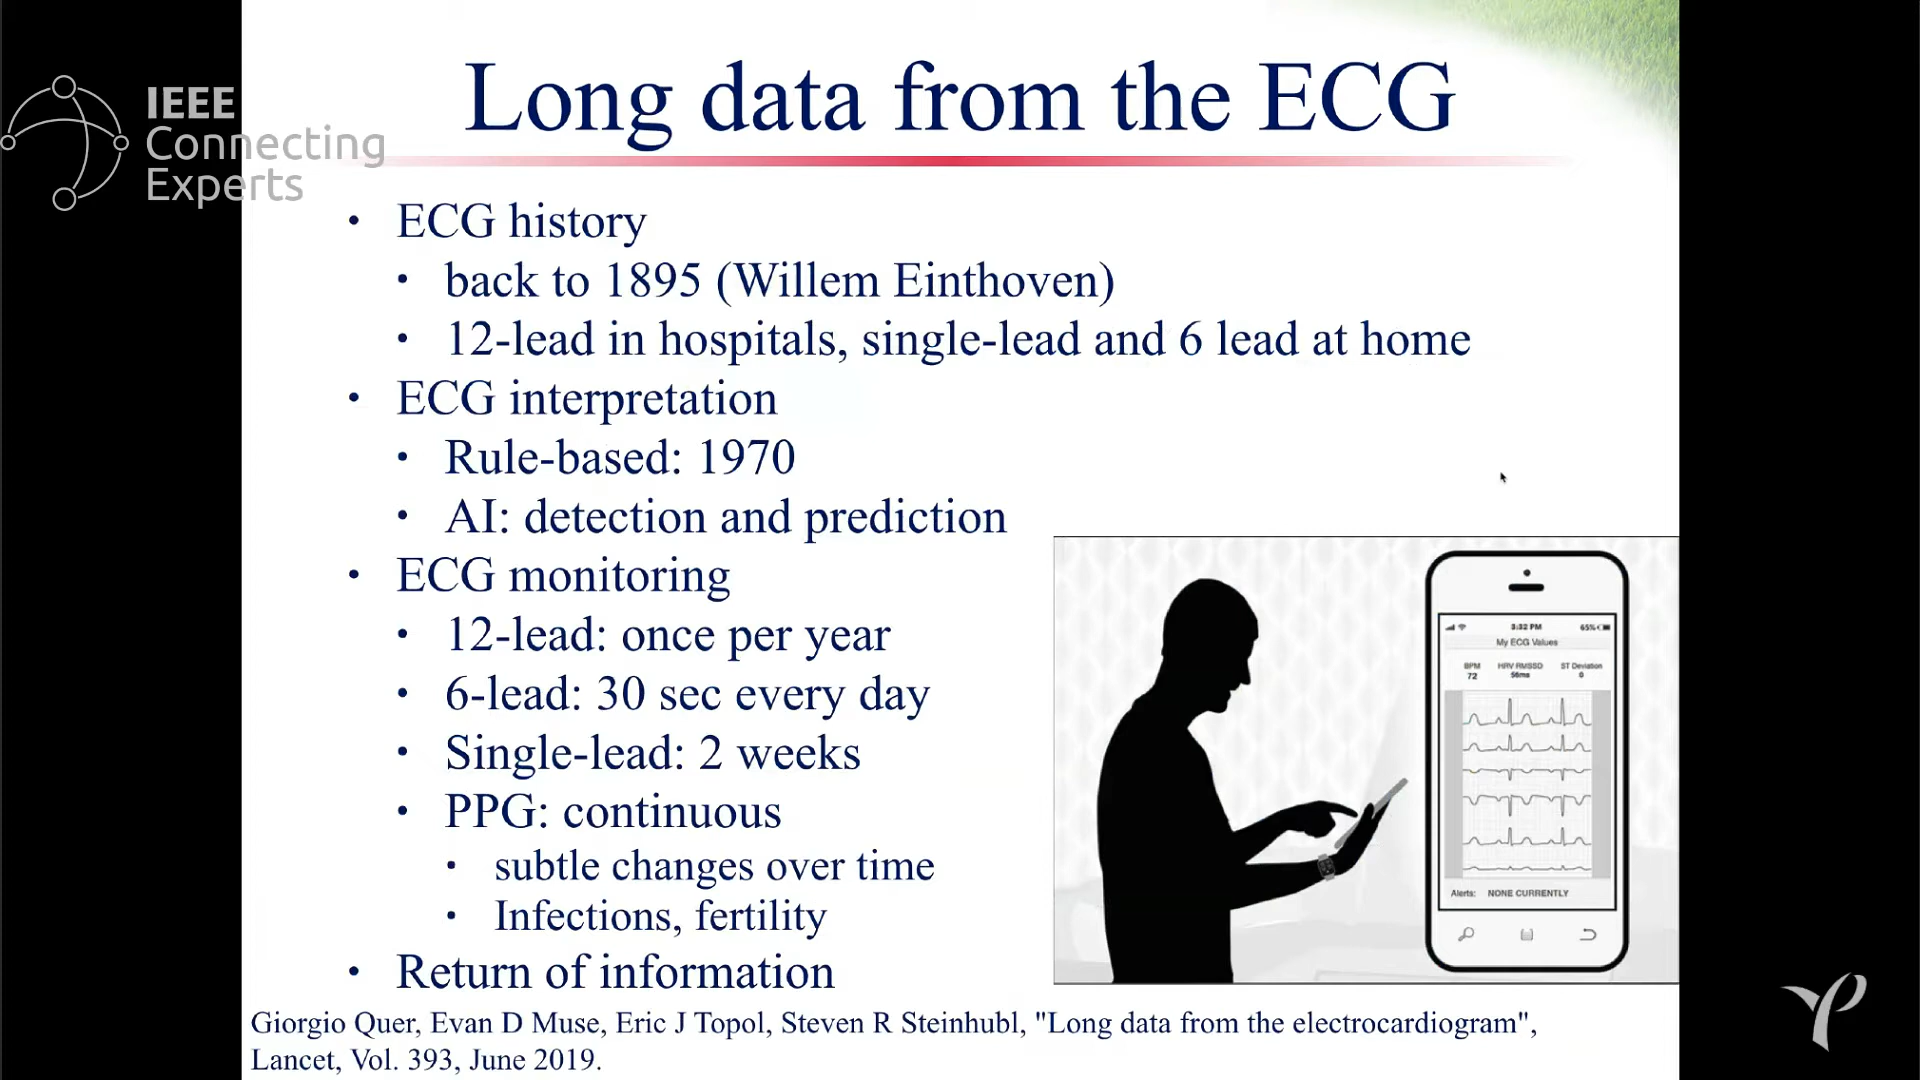 IEEE
Connecting
Experts
Long data from the ECG
• ECG history
• back to 1895 (Willem Einthoven)
• 12-lead in hospitals, single-lead and 6 lead at home
• ECG interpretation
• Rule-based: 1970
• AI: detection and prediction
• ECG monitoring
• 12-lead: once per year
• 6-lead: 30 sec every day
• Single-lead: 2 weeks
• PPG: continuous
• subtle changes over time
• Infections, fertility
• Return of information
3:32 PM 65%
My ECG Values
BPM HRV RMSSD ST Deviation
72 56ms 0
Alerts: NONE CURRENTLY
Giorgio Quer, Evan D Muse, Eric J Topol, Steven R Steinhubl, "Long data from the electrocardiogram",
Lancet, Vol. 393, June 2019.